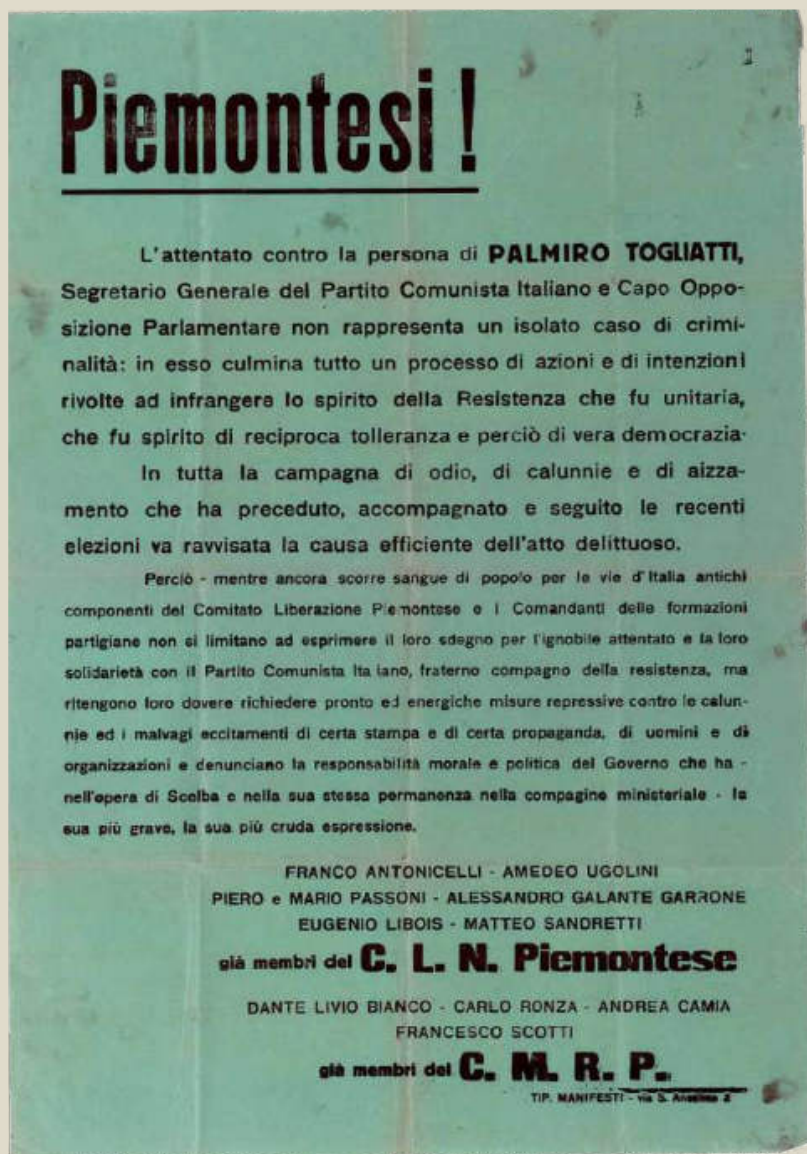 Piemontesi !
L'attentato contro la persona di PALMIRO TOGLIATTI,
Segretario Generale del Partito Comunista Italiano e Capo Oppo-
sizione Parlamentare non rappresenta un isolato caso di crimi-
nalità: in esso culmina tutto un processo di azioni e di intenzioni
rivolte ad infrangere lo spirito della Resistenza che fu unitaria,
che fu spirito di reciproca tolleranza e perciò di vera democrazia.
In tutta la campagna di odio, di calunnie e di aizza-
mento che ha preceduto, accompagnato e seguito le recenti
elezioni va ravvisata la causa efficiente dell'atto delittuoso.
Perciò - mentre ancora scorre sangue di popolo per le vie d'Italia antichi
componenti del Comitato Liberazione Piemontese e i Comandanti delle formazioni
partigiane non si limitano ad esprimere il loro sdegno per l'ignobile attentato e la loro
solidarietà con il Partito Comunista Ita iano, fraterno compagno della resistenza, ma
ritengono loro dovere richiedere pronto ed energiche misure repressive contro le calun-
nie ed i malvagi eccitamenti di certa stampa e di certa propaganda, di uomini e di
organizzazioni e denunciano la responsabilità morale e politica del Governo che ha -
nell'opera di Scelba e nella sua stessa permanenza nella compagine ministeriale - la
sua più grave, la sua più cruda espressione.
FRANCO ANTONICELLI - AMEDEO UGOLINI
PIERO e MARIO PASSONI - ALESSANDRO GALANTE GARRONE
EUGENIO LIBOIS - MATTEO SANDRETTI
già membri del C. L. N. Piemontese
DANTE LIVIO BIANCO - CARLO RONZA - ANDREA CAMIA
FRANCESCO SCOTTI
già membri del C. M. R. P.
TIP. MANIFESTI - via S. Anselmo 2